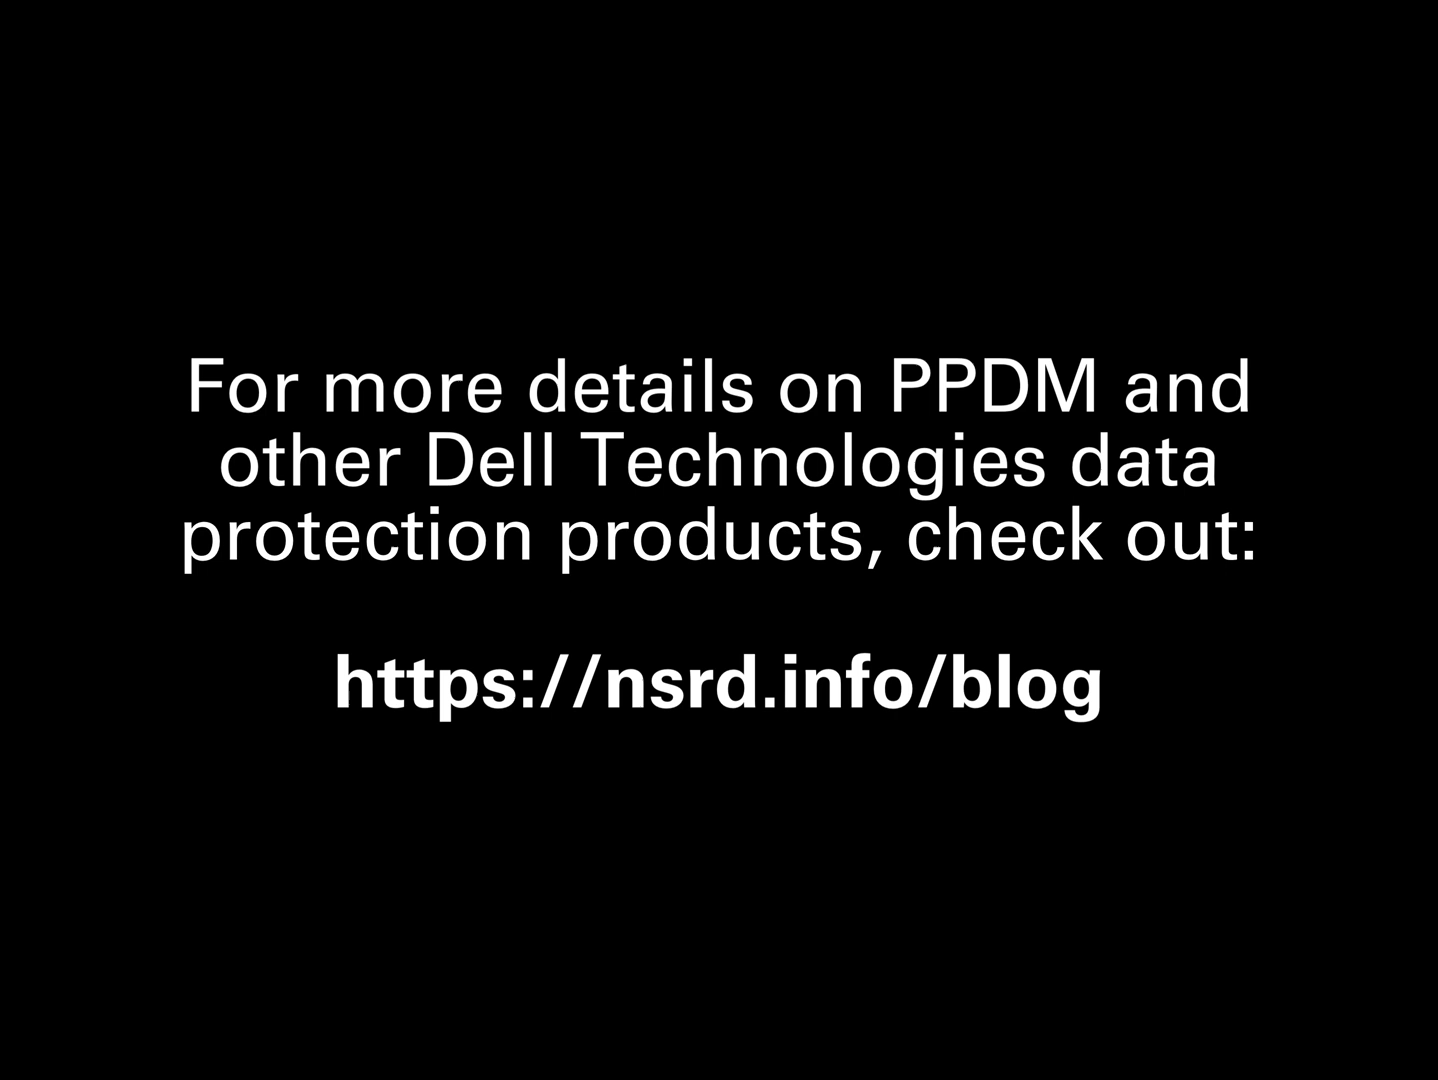 For more details on PPDM and
other Dell Technologies data
protection products, check out:
https://nsrd.info/blog